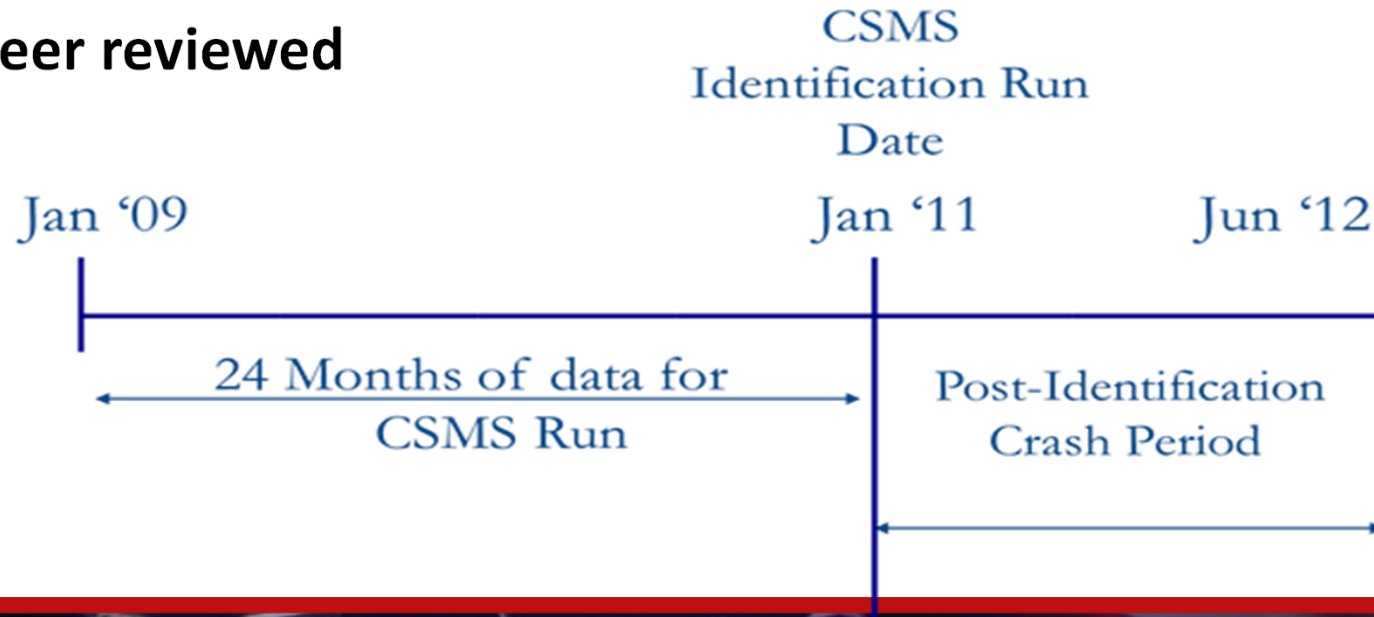 eer reviewed
CSMS
Identification Run
Date
Jan ‘09
Jan ‘11
Jun ‘12
24 Months of data for
CSMS Run
Post-Identification
Crash Period